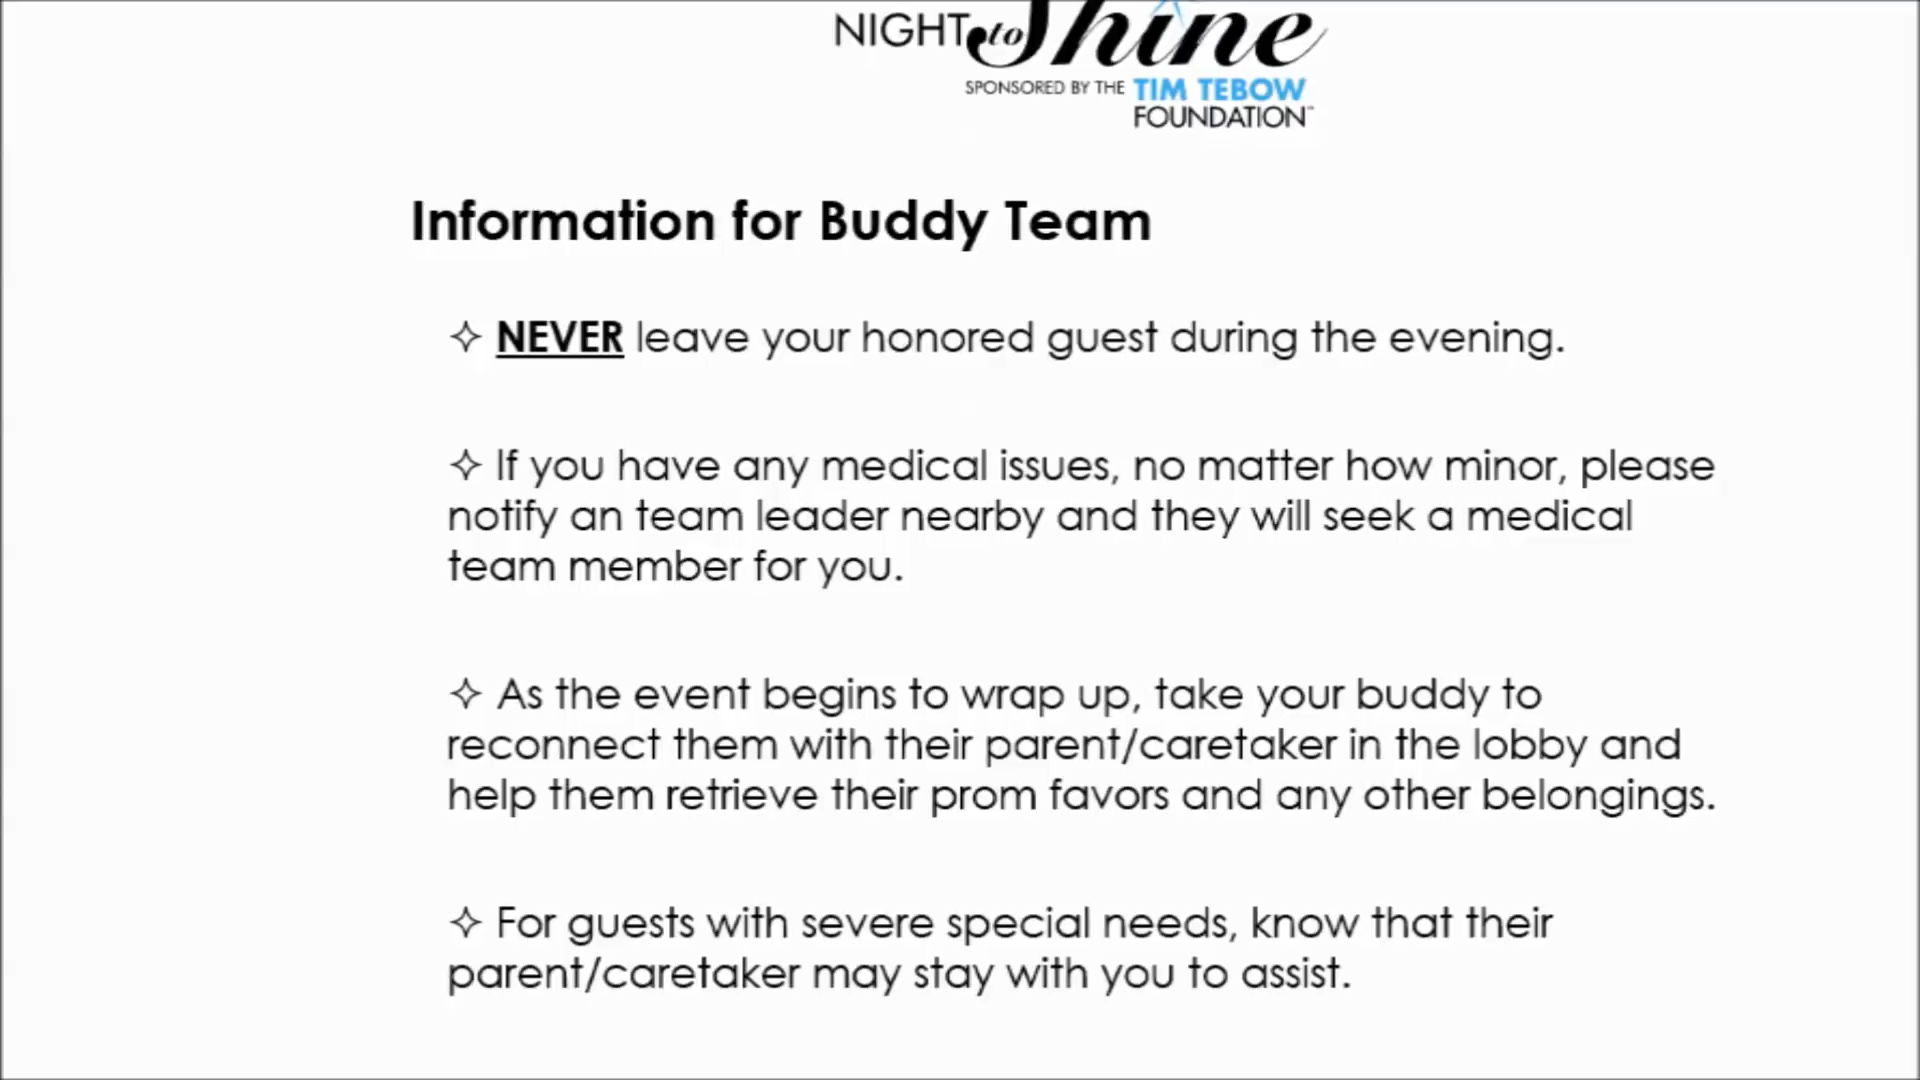 NIGHT to Shine
SPONSORED BY THE TIM TEBOW
FOUNDATION™
Information for Buddy Team
✧ NEVER leave your honored guest during the evening.
✧ If you have any medical issues, no matter how minor, please
notify an team leader nearby and they will seek a medical
team member for you.
✧ As the event begins to wrap up, take your buddy to
reconnect them with their parent/caretaker in the lobby and
help them retrieve their prom favors and any other belongings.
✧ For guests with severe special needs, know that their
parent/caretaker may stay with you to assist.